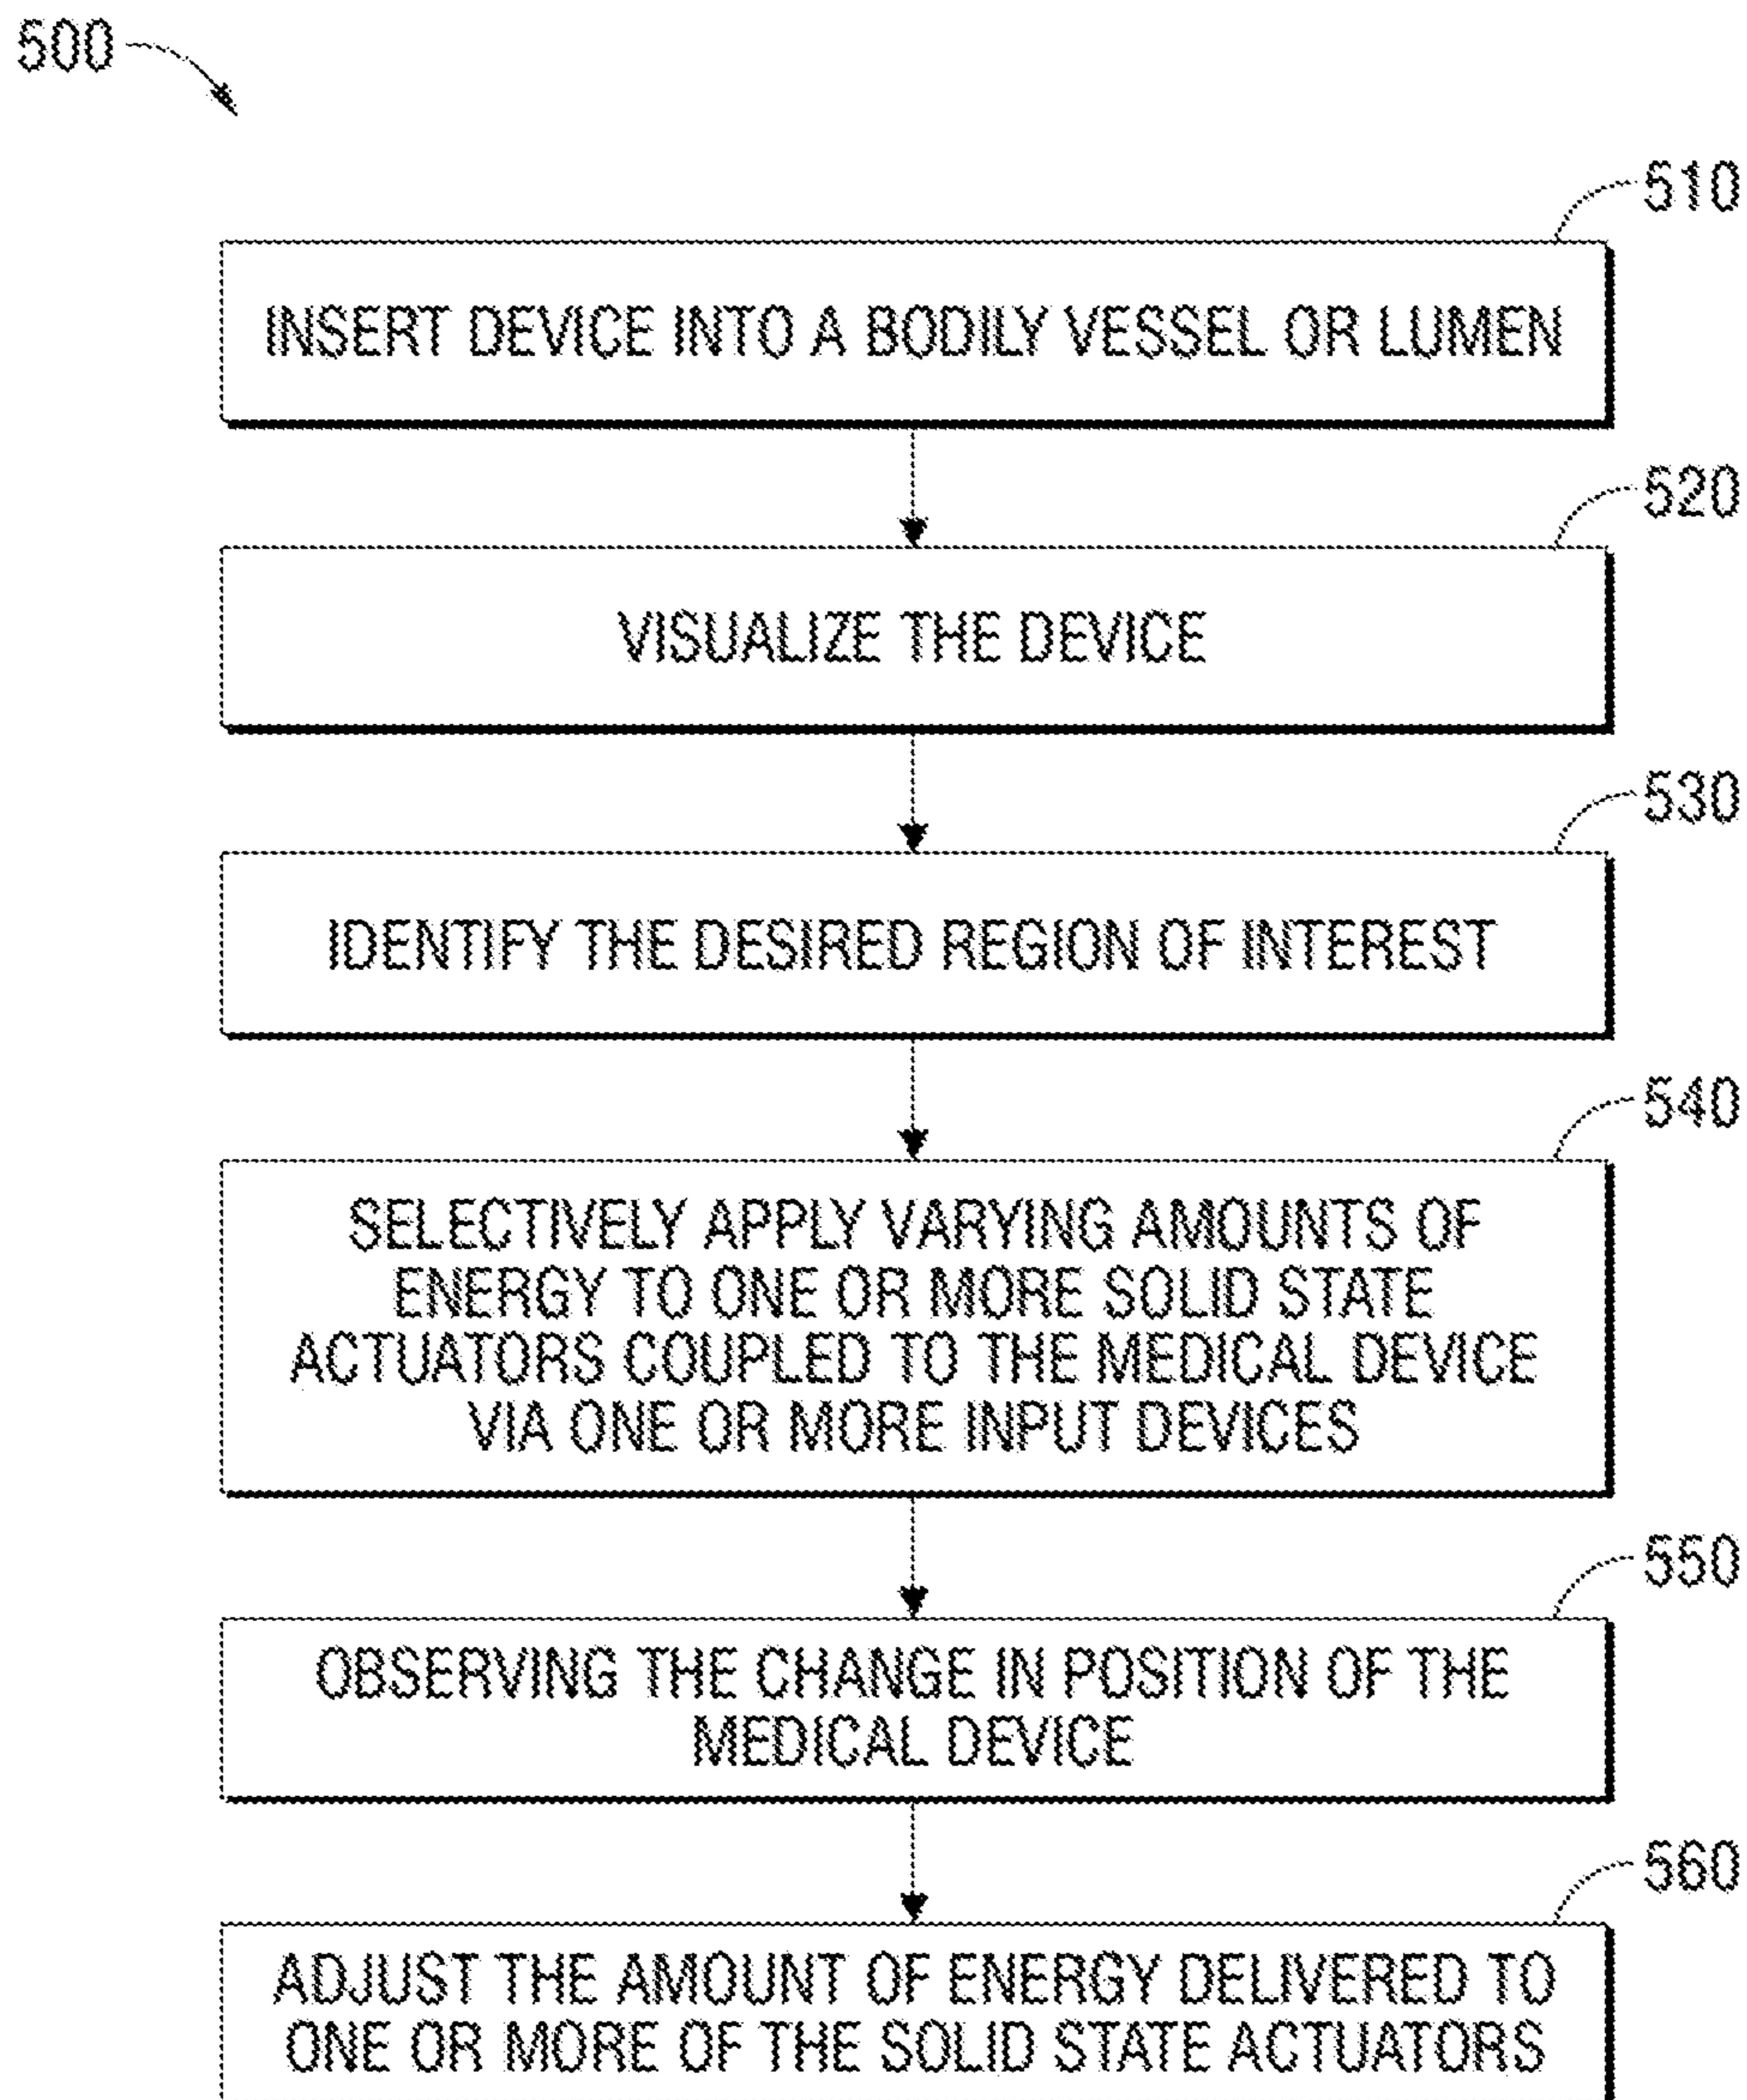 500
510
INSERT DEVICE INTO A BODILY VESSEL OR LUMEN
520
VISUALIZE THE DEVICE
530
IDENTIFY THE DESIRED REGION OF INTEREST
540
SELECTIVELY APPLY VARYING AMOUNTS OF
ENERGY TO ONE OR MORE SOLID STATE
ACTUATORS COUPLED TO THE MEDICAL DEVICE
VIA ONE OR MORE INPUT DEVICES
550
OBSERVING THE CHANGE IN POSITION OF THE
MEDICAL DEVICE
560
ADJUST THE AMOUNT OF ENERGY DELIVERED TO
ONE OR MORE OF THE SOLID STATE ACTUATORS